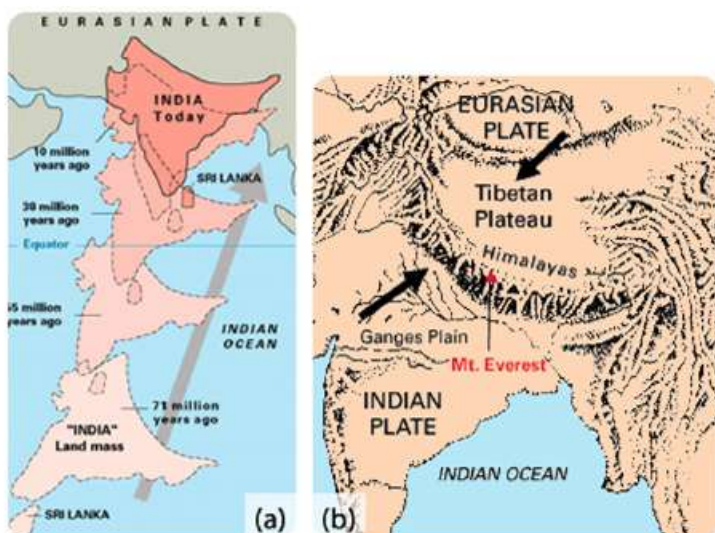 EURASIAN PLATE
INDIA
Today
10 million
years ago
SRI LANKA
38 million
years ago
Equator
55 million
years ago
INDIAN
OCEAN
71 million
years ago
"INDIA"
Land mass
SRI LANKA
(a)
EURASIAN
PLATE
Tibetan
Plateau
Himalayas
Ganges Plain
Mt. Everest
INDIAN
PLATE
INDIAN OCEAN
(b)